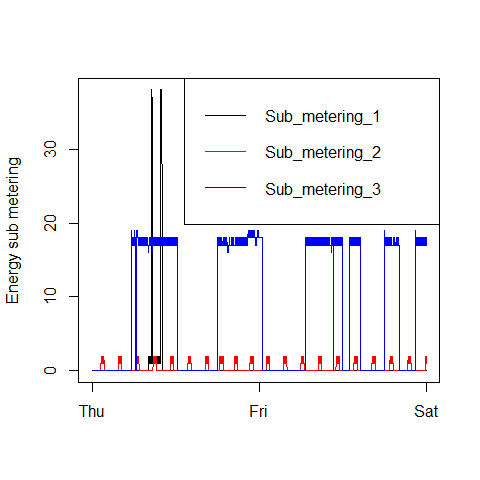 Sub_metering_1
Sub_metering_2
Sub_metering_3
Energy sub metering
30
20
10
0
Thu
Fri
Sat